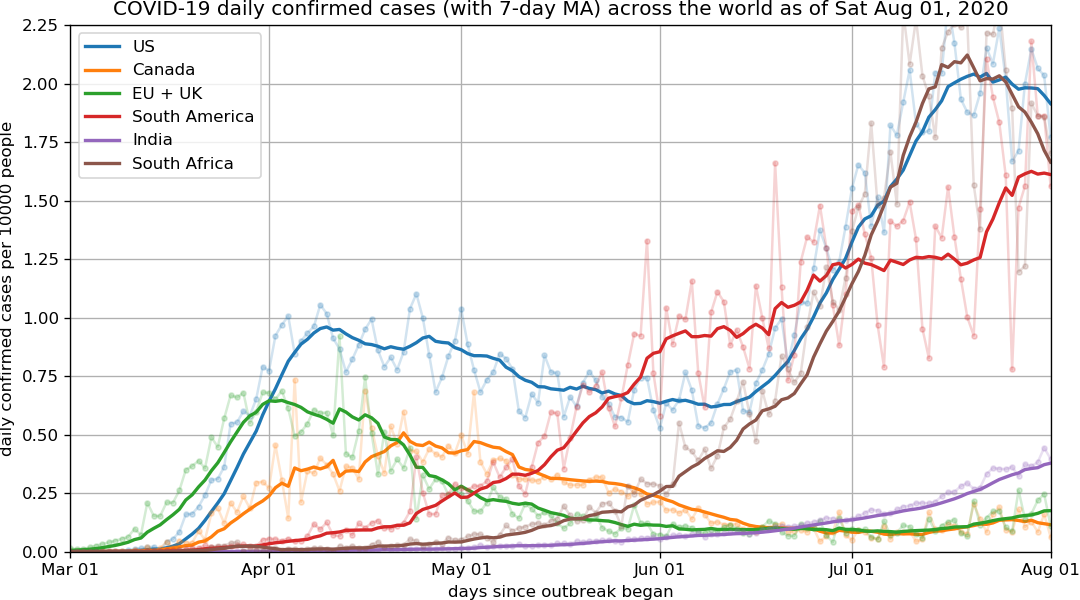 COVID-19 daily confirmed cases (with 7-day MA) across the world as of Sat Aug 01, 2020
daily confirmed cases per 10000 people
2.25
2.00
1.75
1.50
1.25
1.00
0.75
0.50
0.25
0.00
US
Canada
EU + UK
South America
India
South Africa
Mar 01
Apr 01
May 01
Jun 01
Jul 01
Aug 01
days since outbreak began